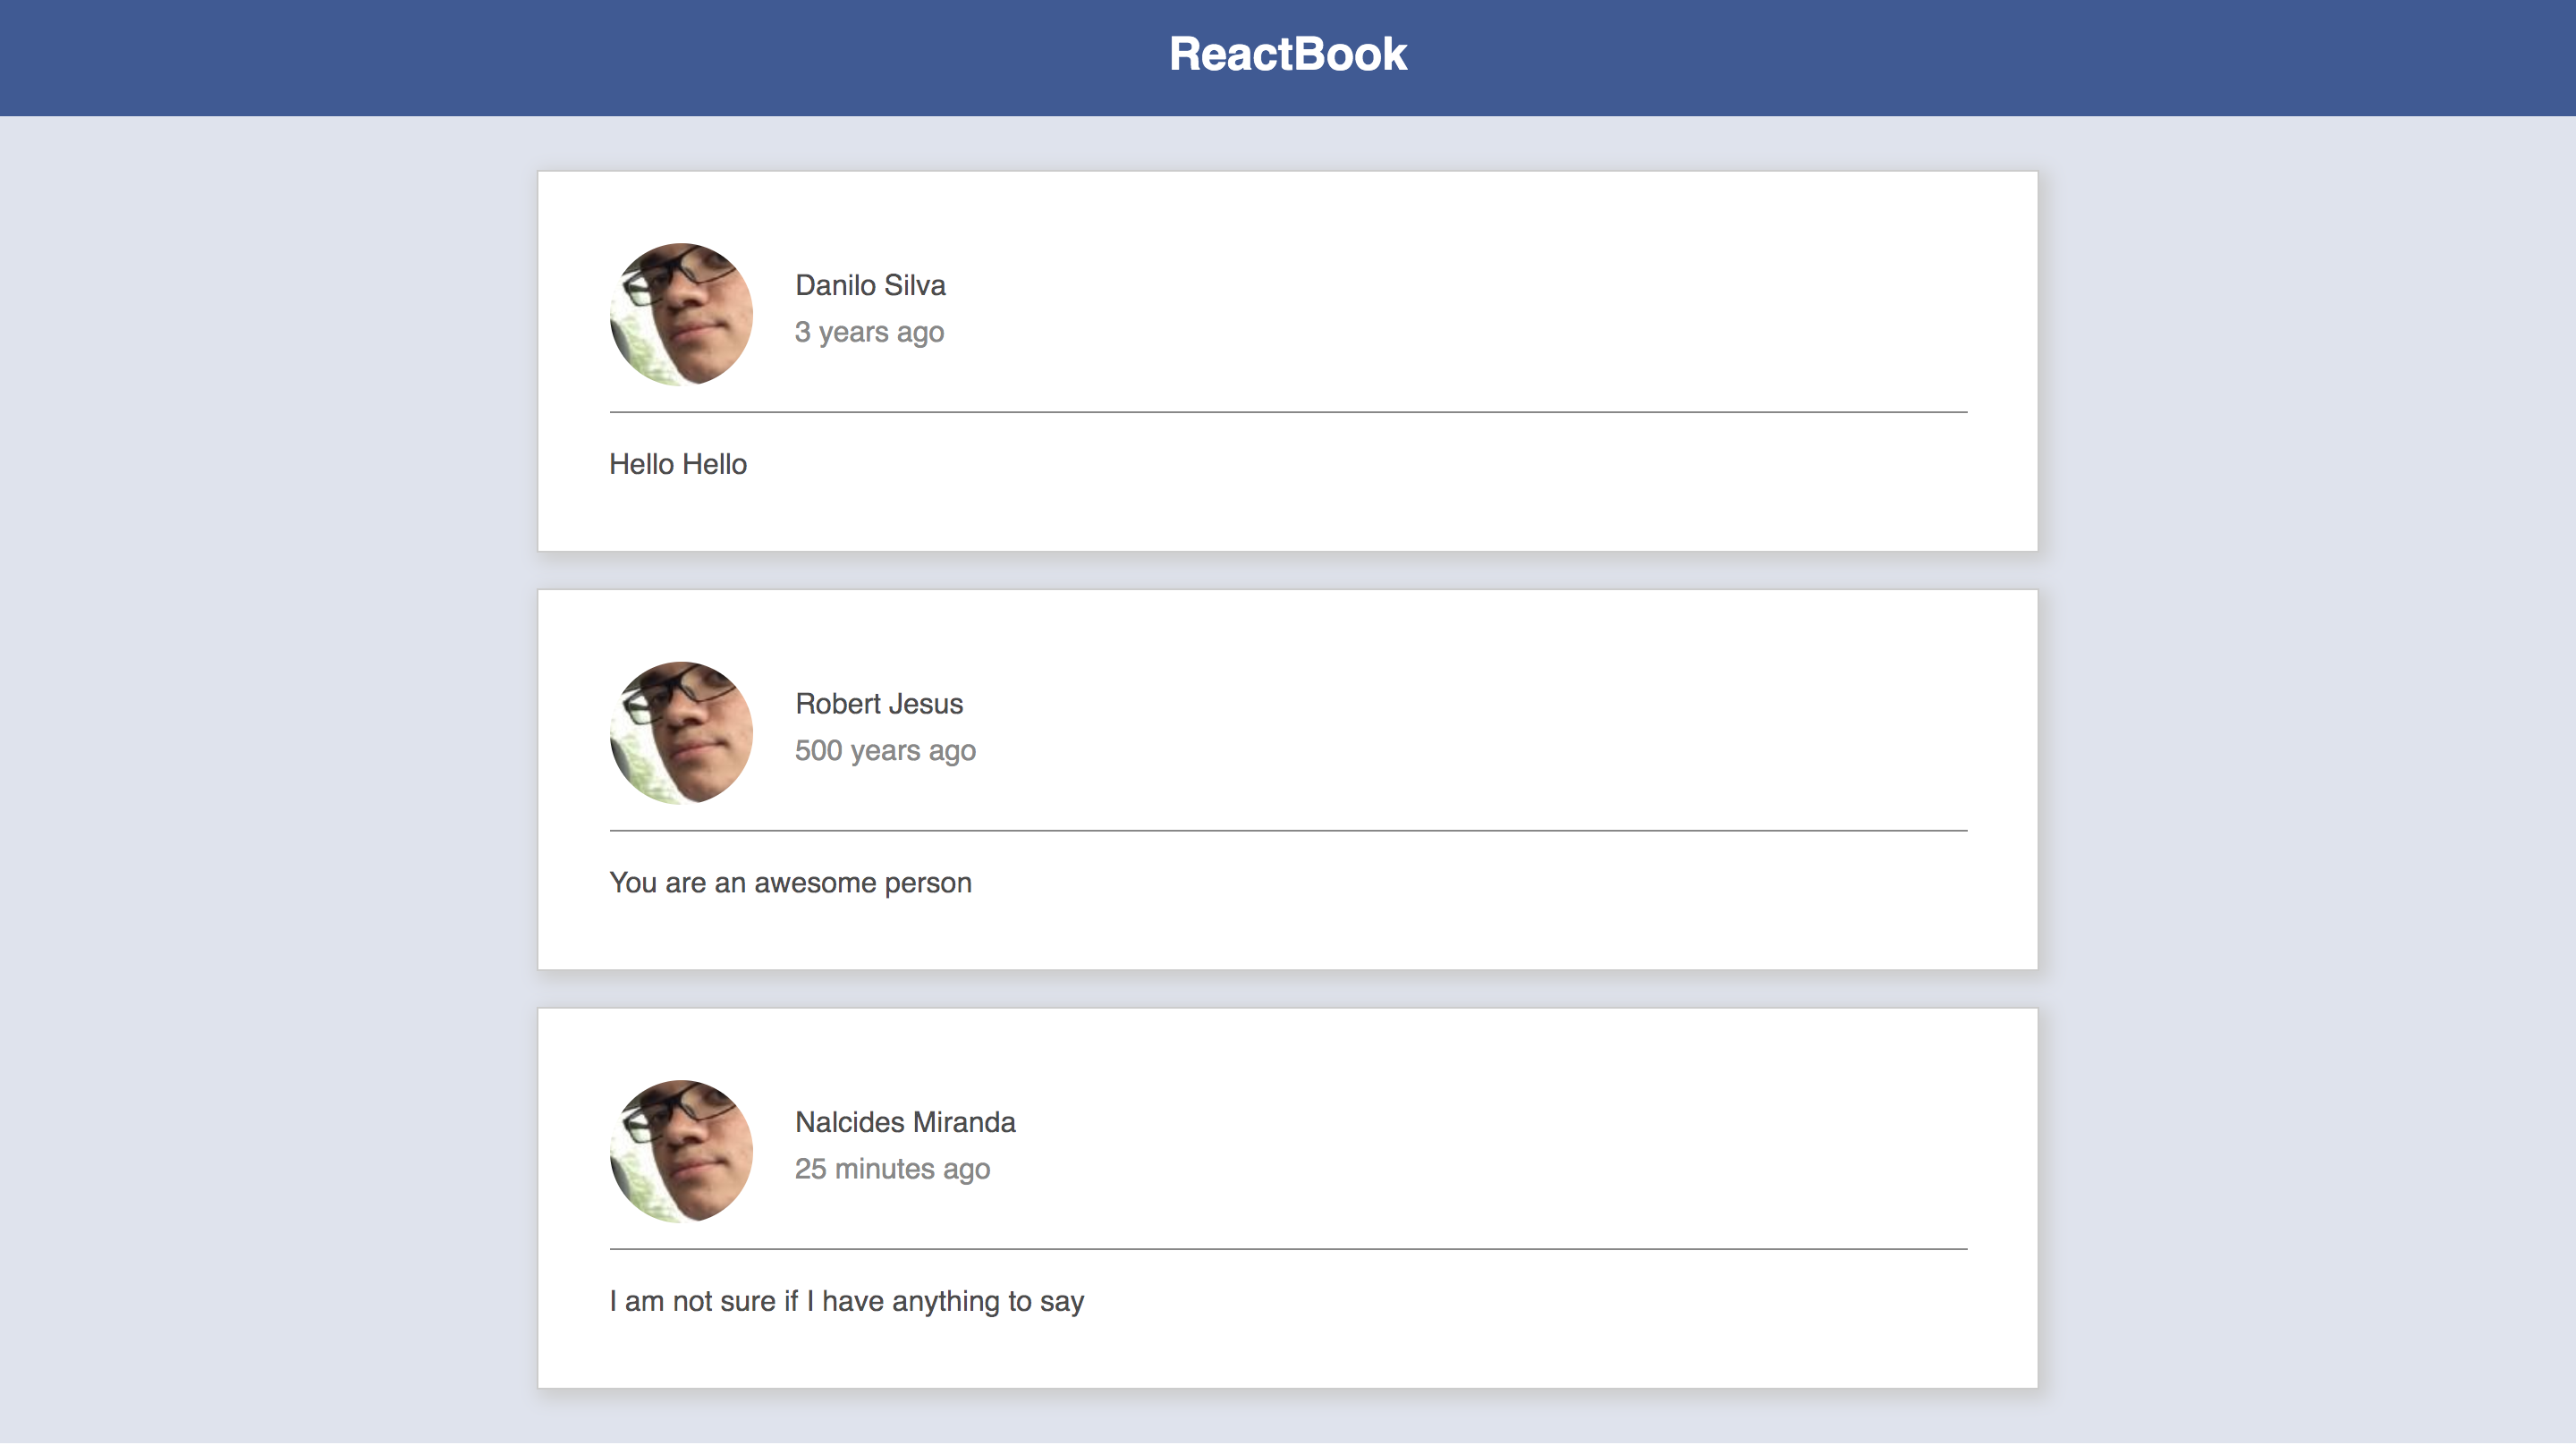 ReactBook
Danilo Silva
3 years ago
Hello Hello
Robert Jesus
500 years ago
You are an awesome person
Nalcides Miranda
25 minutes ago
I am not sure if I have anything to say